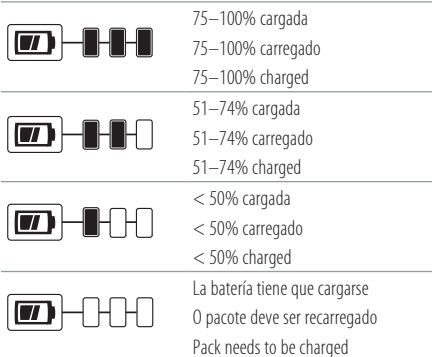 75–100% cargada
75–100% carregado
75–100% charged
51–74% cargada
51–74% carregado
51–74% charged
< 50% cargada
< 50% carregado
< 50% charged
La batería tiene que cargarse
O pacote deve ser recarregado
Pack needs to be charged